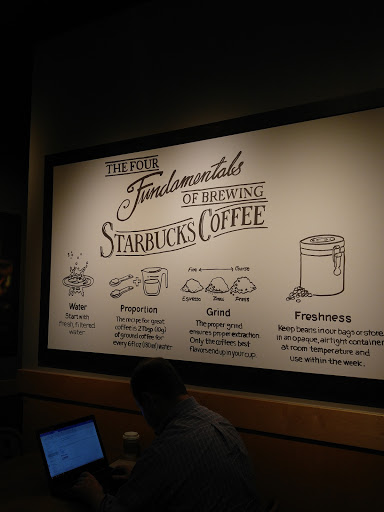 THE FOUR
Fundamentals
OF BREWING
STARBUCKS COFFEE
Water
Start with
fresh, filtered
water.
Proportion
The recipe for great
coffee is 2 Tbsp (10g)
of ground coffee for
every 6 fl oz (180ml) water.
Fine
Coarse
Espresso
Press
Grind
The proper grind
ensures proper extraction.
Only the coffee's best
flavors end up in your cup.
Freshness
Keep beans in our bags or store
in an opaque, airtight container
at room temperature and
use within the week.